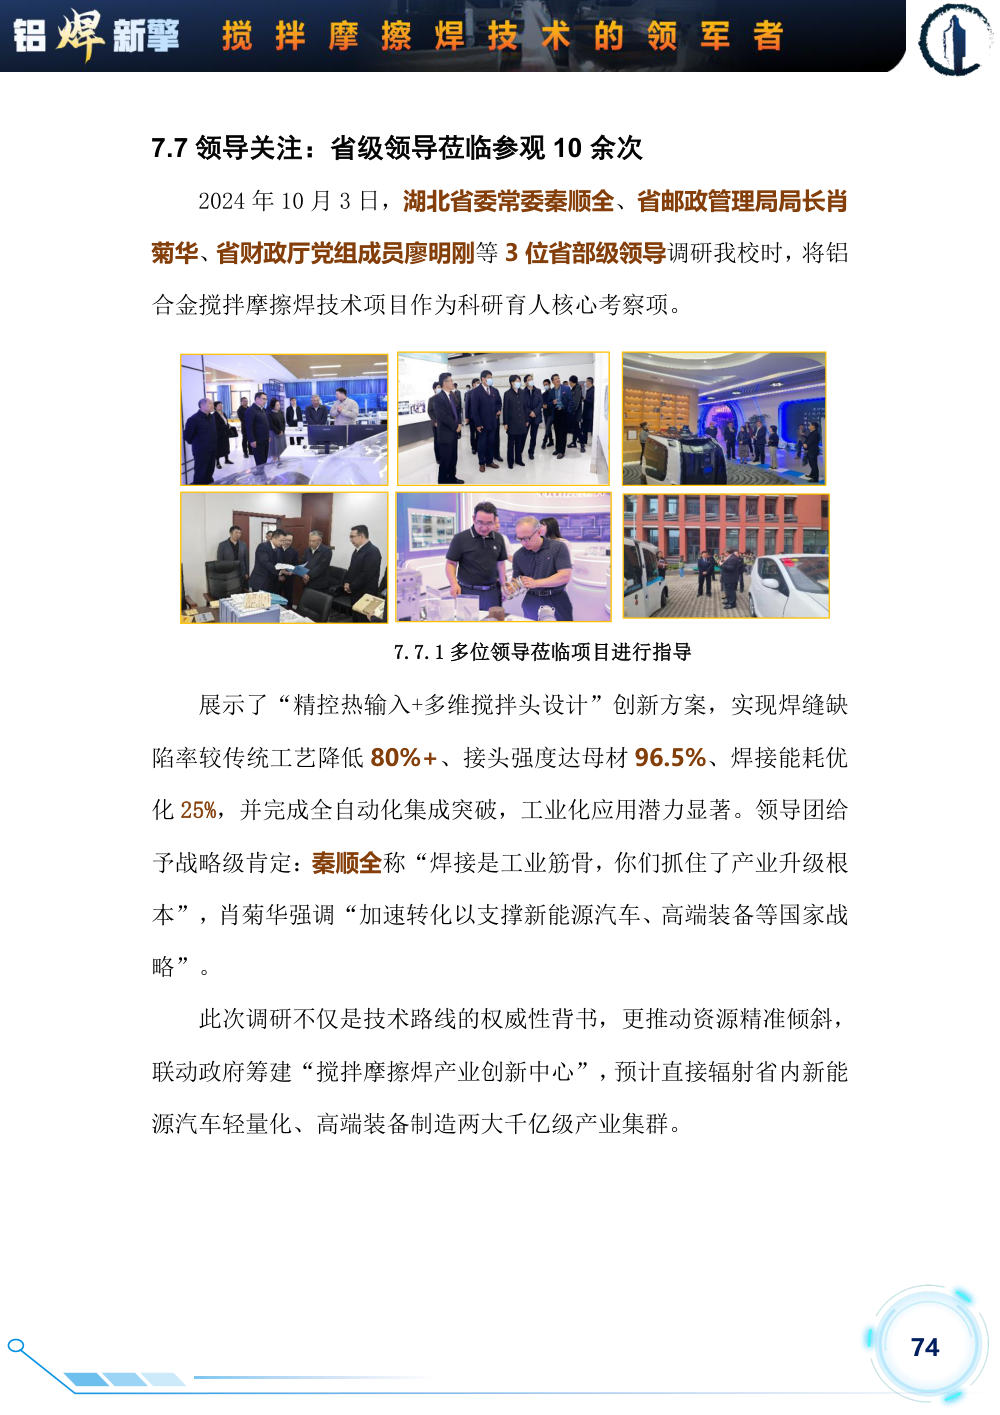 铝焊新擎 搅拌摩擦焊技术的领军者
7.7 领导关注：省级领导莅临参观 10 余次
2024 年 10 月 3 日，湖北省委常委秦顺全、省邮政管理局局长肖
菊华、省财政厅党组成员廖明刚等 3 位省部级领导调研我校时，将铝
合金搅拌摩擦焊技术项目作为科研育人核心考察项。
7.7.1 多位领导莅临项目进行指导
展示了“精控热输入+多维搅拌头设计”创新方案，实现焊缝缺
陷率较传统工艺降低 80%+、接头强度达母材 96.5%、焊接能耗优
化 25%，并完成全自动化集成突破，工业化应用潜力显著。领导团给
予战略级肯定：秦顺全称“焊接是工业筋骨，你们抓住了产业升级根
本”，肖菊华强调“加速转化以支撑新能源汽车、高端装备等国家战
略”。
此次调研不仅是技术路线的权威性背书，更推动资源精准倾斜，
联动政府筹建“搅拌摩擦焊产业创新中心”，预计直接辐射省内新能
源汽车轻量化、高端装备制造两大千亿级产业集群。
74